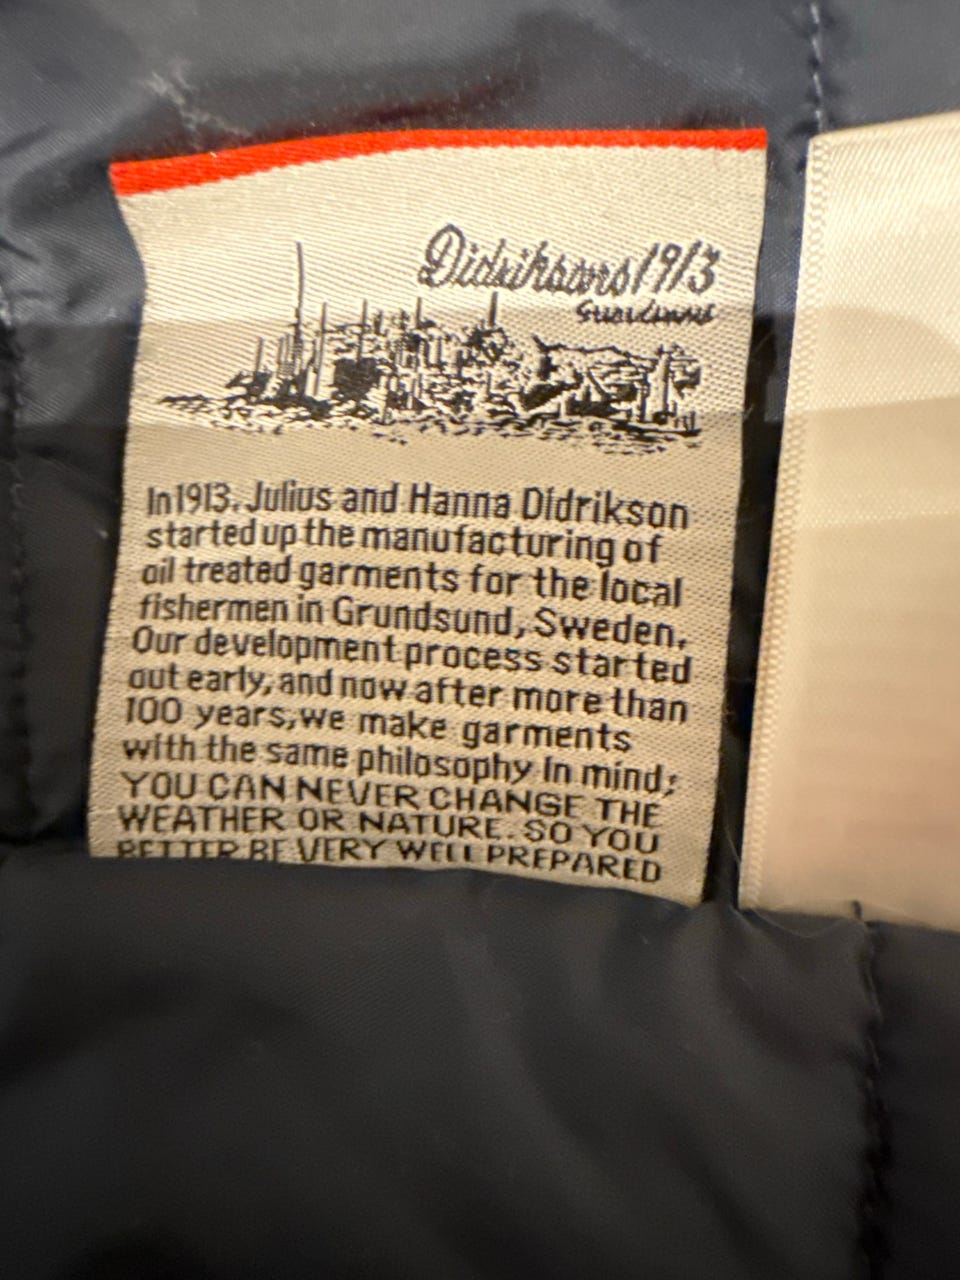 Didriksons1913
Grundsund
In 1913, Julius and Hanna Didrikson
started up the manufacturing of
oil treated garments for the local
fishermen in Grundsund, Sweden.
Our development process started
out early, and now after more than
100 years, we make garments
with the same philosophy in mind;
YOU CAN NEVER CHANGE THE
WEATHER OR NATURE. SO YOU
BETTER BE VERY WELL PREPARED